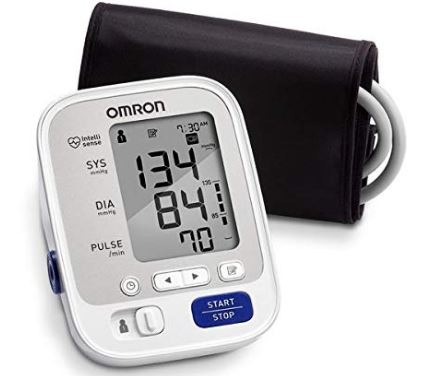 OMRON
intelli
sense
7:30 AM
SYS
mmHg
134
135
DIA
mmHg
84
85
PULSE
/min
70
START
STOP